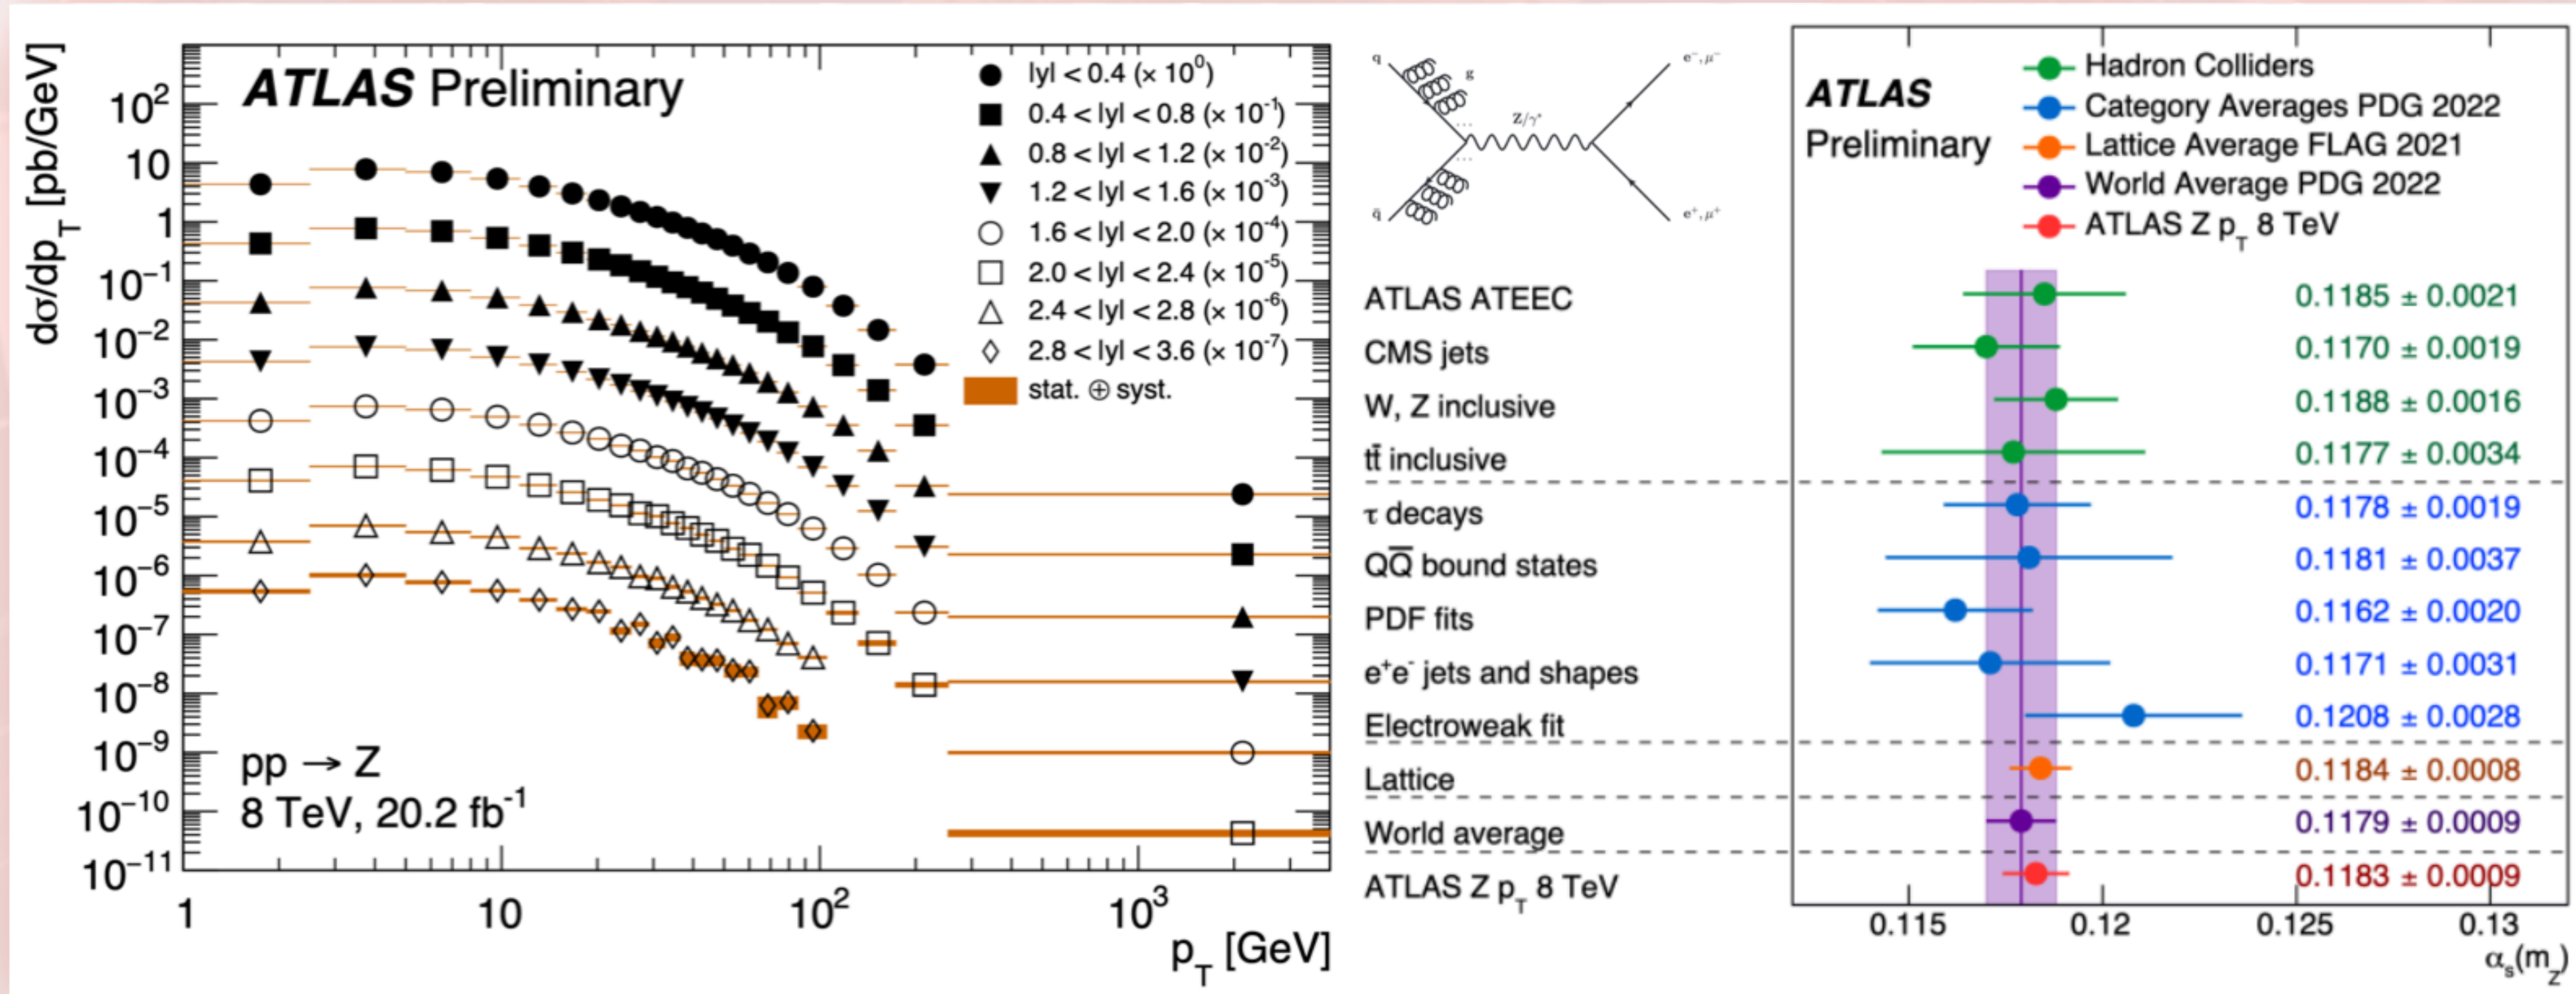 ATLAS Preliminary
dσ/dp_T [pb/GeV]
10²
10
1
10⁻¹
10⁻²
10⁻³
10⁻⁴
10⁻⁵
10⁻⁶
10⁻⁷
10⁻⁸
10⁻⁹
10⁻¹⁰
10⁻¹¹
|y| < 0.4 (× 10⁰)
0.4 < |y| < 0.8 (× 10⁻¹)
0.8 < |y| < 1.2 (× 10⁻²)
1.2 < |y| < 1.6 (× 10⁻³)
1.6 < |y| < 2.0 (× 10⁻⁴)
2.0 < |y| < 2.4 (× 10⁻⁵)
2.4 < |y| < 2.8 (× 10⁻⁶)
2.8 < |y| < 3.6 (× 10⁻⁷)
stat. ⊕ syst.
pp → Z
8 TeV, 20.2 fb⁻¹
1 10 10² 10³
p_T [GeV]
q
g
q̄
...
...
Z/γ*
e⁻, μ⁻
e⁺, μ⁺
ATLAS
Preliminary
Hadron Colliders
Category Averages PDG 2022
Lattice Average FLAG 2021
World Average PDG 2022
ATLAS Z p_T 8 TeV
ATLAS ATEEC 0.1185 ± 0.0021
CMS jets 0.1170 ± 0.0019
W, Z inclusive 0.1188 ± 0.0016
tt̄ inclusive 0.1177 ± 0.0034
τ decays 0.1178 ± 0.0019
QQ̄ bound states 0.1181 ± 0.0037
PDF fits 0.1162 ± 0.0020
e⁺e⁻ jets and shapes 0.1171 ± 0.0031
Electroweak fit 0.1208 ± 0.0028
Lattice 0.1184 ± 0.0008
World average 0.1179 ± 0.0009
ATLAS Z p_T 8 TeV 0.1183 ± 0.0009
0.115 0.12 0.125 0.13
α_s(m_Z)